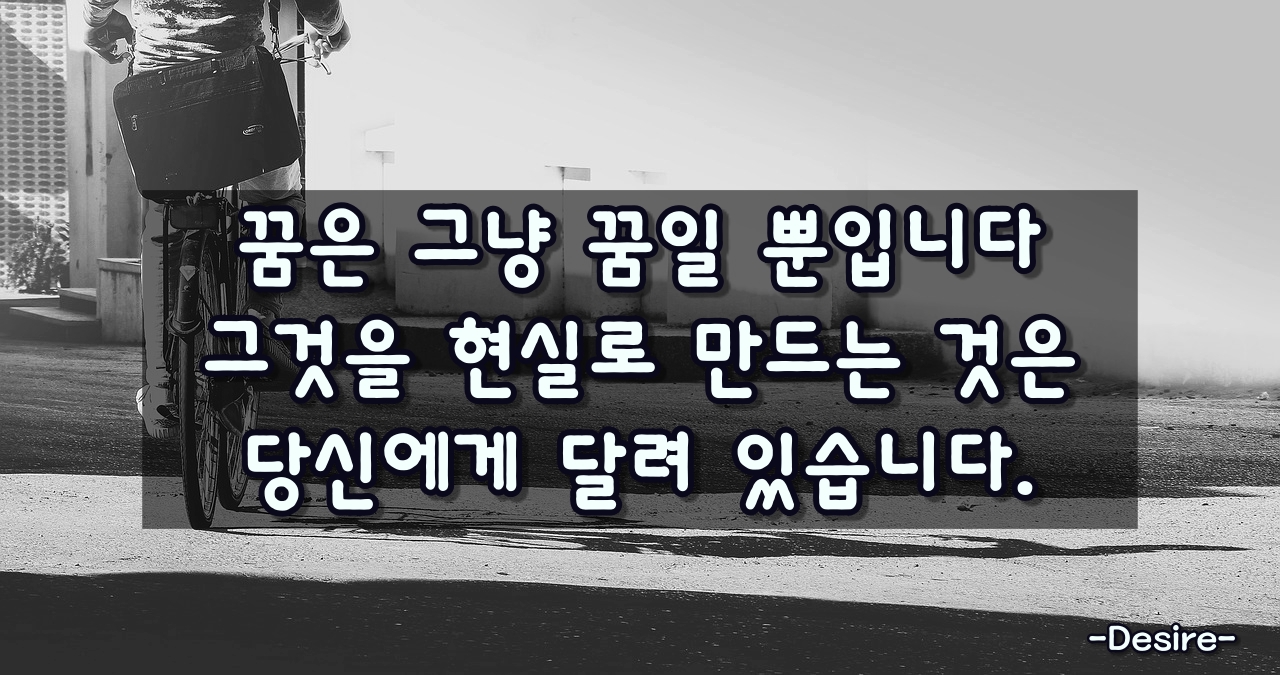 꿈은 그냥 꿈일 뿐입니다
그것을 현실로 만드는 것은
당신에게 달려 있습니다.
-Desire-